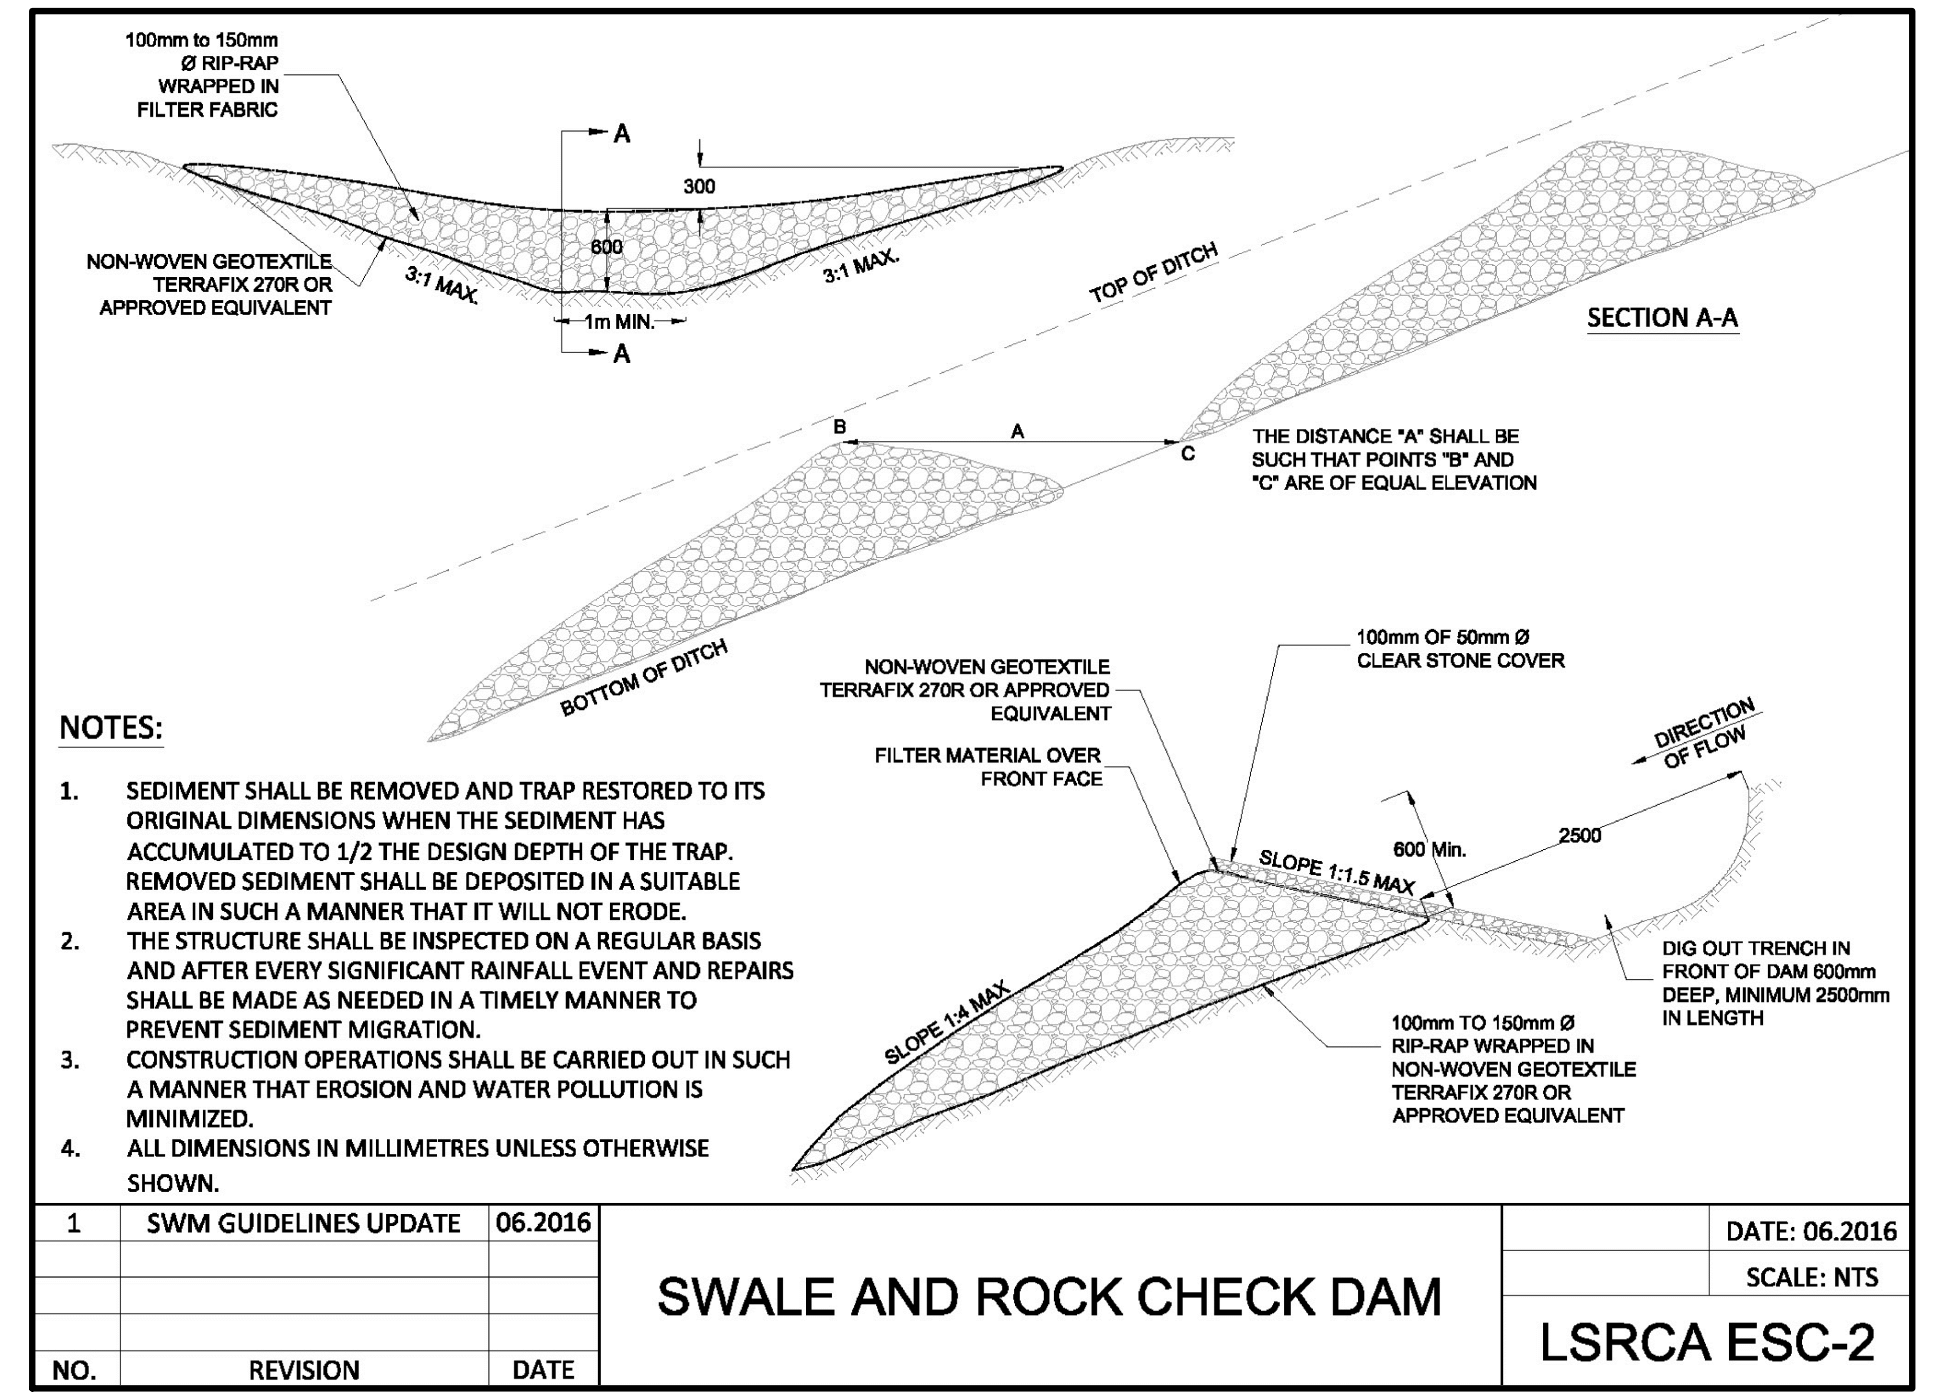 100mm to 150mm
Ø RIP-RAP
WRAPPED IN
FILTER FABRIC
A
300
600
NON-WOVEN GEOTEXTILE
TERRAFIX 270R OR
APPROVED EQUIVALENT
3:1 MAX.
3:1 MAX.
1m MIN.
A
TOP OF DITCH
SECTION A-A
B
A
C
THE DISTANCE "A" SHALL BE
SUCH THAT POINTS "B" AND
"C" ARE OF EQUAL ELEVATION
BOTTOM OF DITCH
100mm OF 50mm Ø
CLEAR STONE COVER
NON-WOVEN GEOTEXTILE
TERRAFIX 270R OR APPROVED
EQUIVALENT
FILTER MATERIAL OVER
FRONT FACE
DIRECTION
OF FLOW
2500
600 Min.
SLOPE 1:1.5 MAX
SLOPE 1:4 MAX
DIG OUT TRENCH IN
FRONT OF DAM 600mm
DEEP, MINIMUM 2500mm
IN LENGTH
100mm TO 150mm Ø
RIP-RAP WRAPPED IN
NON-WOVEN GEOTEXTILE
TERRAFIX 270R OR
APPROVED EQUIVALENT
NOTES:
1. SEDIMENT SHALL BE REMOVED AND TRAP RESTORED TO ITS
ORIGINAL DIMENSIONS WHEN THE SEDIMENT HAS
ACCUMULATED TO 1/2 THE DESIGN DEPTH OF THE TRAP.
REMOVED SEDIMENT SHALL BE DEPOSITED IN A SUITABLE
AREA IN SUCH A MANNER THAT IT WILL NOT ERODE.
2. THE STRUCTURE SHALL BE INSPECTED ON A REGULAR BASIS
AND AFTER EVERY SIGNIFICANT RAINFALL EVENT AND REPAIRS
SHALL BE MADE AS NEEDED IN A TIMELY MANNER TO
PREVENT SEDIMENT MIGRATION.
3. CONSTRUCTION OPERATIONS SHALL BE CARRIED OUT IN SUCH
A MANNER THAT EROSION AND WATER POLLUTION IS
MINIMIZED.
4. ALL DIMENSIONS IN MILLIMETRES UNLESS OTHERWISE
SHOWN.
1 SWM GUIDELINES UPDATE 06.2016
NO. REVISION DATE
SWALE AND ROCK CHECK DAM
DATE: 06.2016
SCALE: NTS
LSRCA ESC-2